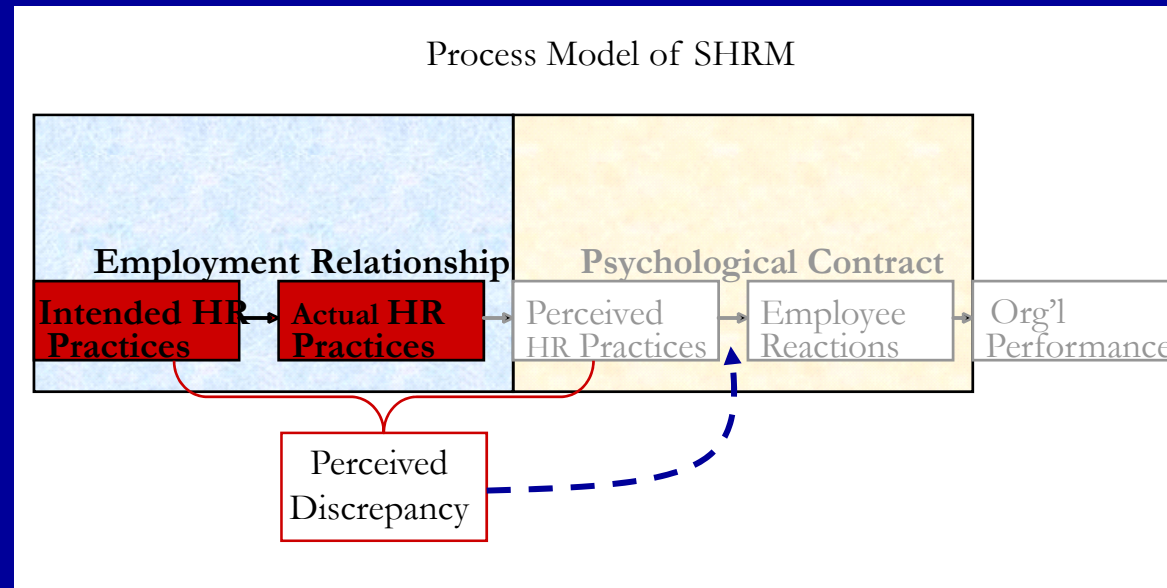 Process Model of SHRM
Employment Relationship
Psychological Contract
Intended HR
Practices
Actual HR
Practices
Perceived
HR Practices
Employee
Reactions
Org'l
Performance
Perceived
Discrepancy